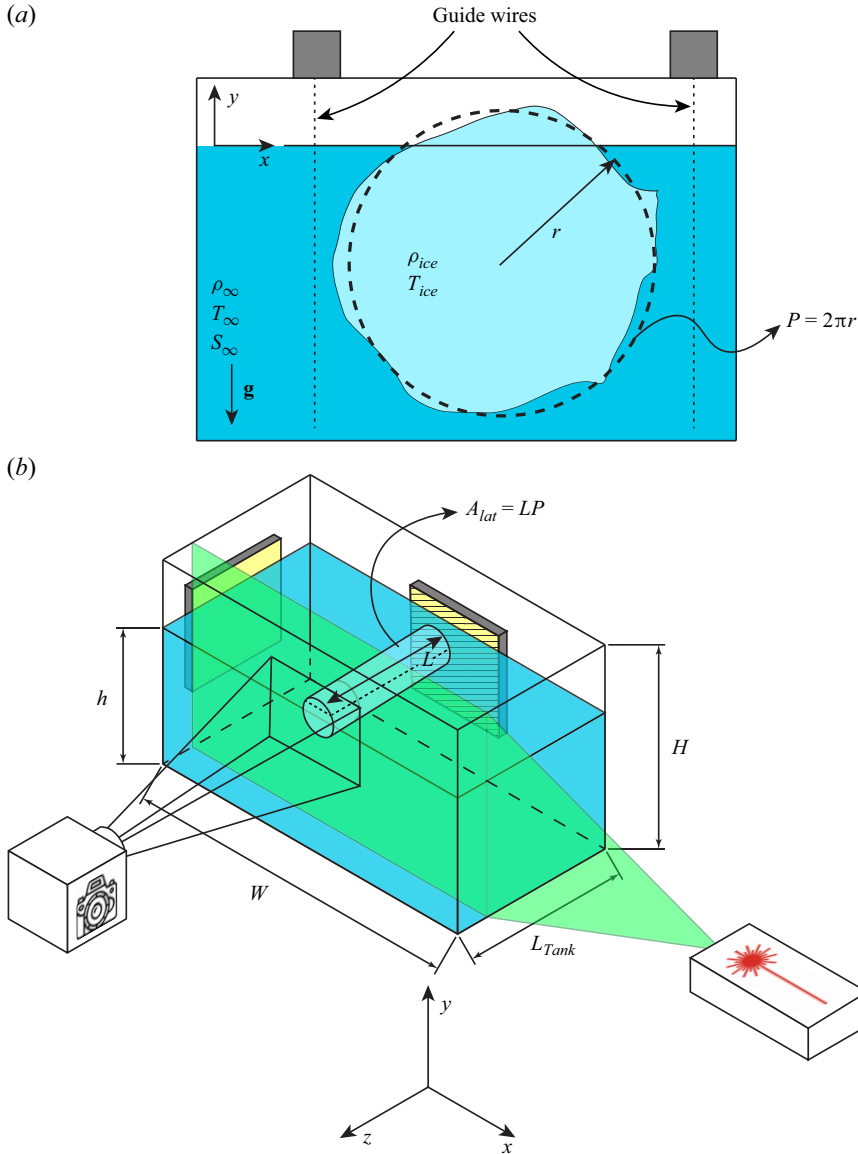 (a)
Guide wires
y
x
r
ρice
Tice
ρ∞
T∞
S∞
g
P = 2πr
(b)
Alat = LP
L
h
H
W
LTank
y
z
x